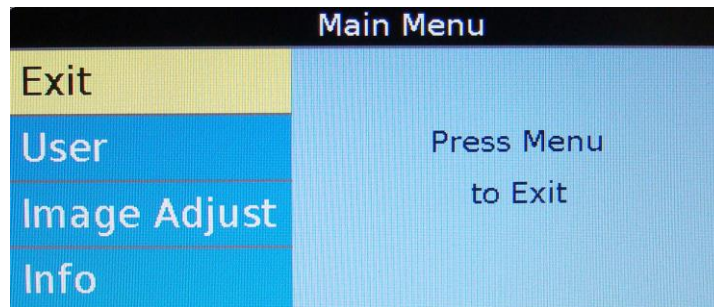 Main Menu
Exit
User
Image Adjust
Info
Press Menu
to Exit